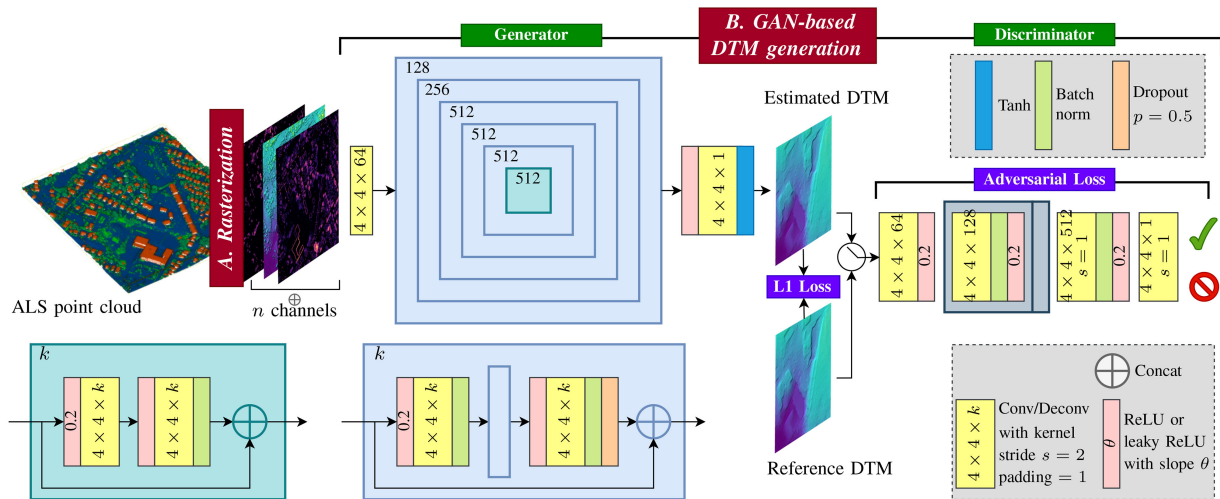 Generator
B. GAN-based
DTM generation
Discriminator
128
256
512
512
512
512
Estimated DTM
Tanh
Batch
norm
Dropout
p = 0.5
A. Rasterization
4 × 4 × 64
4 × 4 × 1
Adversarial Loss
4 × 4 × 64
0.2
4 × 4 × 128
0.2
4 × 4 × 512
s = 1
0.2
4 × 4 × 1
s = 1
L1 Loss
ALS point cloud
n channels
k
0.2
4 × 4 × k
4 × 4 × k
k
0.2
4 × 4 × k
4 × 4 × k
Reference DTM
Concat
4 × 4 × k
Conv/Deconv
with kernel
stride s = 2
padding = 1
θ
ReLU or
leaky ReLU
with slope θ